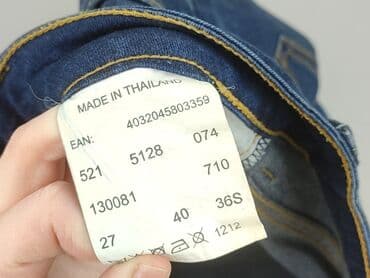 MADE IN THAILAND
EAN: 4032045803359
521 5128 074
130081 710
27 40 36S
1212